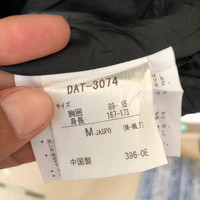 DAT-3074
サイズ
胸囲 89- 95
身長 167-173
M JASPO (M-MLT)
中国製 396-OE